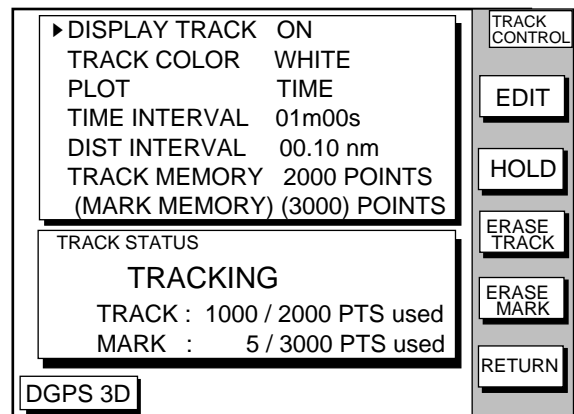 ▶DISPLAY TRACK ON
TRACK COLOR WHITE
PLOT TIME
TIME INTERVAL 01m00s
DIST INTERVAL 00.10 nm
TRACK MEMORY 2000 POINTS
(MARK MEMORY) (3000) POINTS
TRACK STATUS
TRACKING
TRACK : 1000 / 2000 PTS used
MARK : 5 / 3000 PTS used
DGPS 3D
TRACK
CONTROL
EDIT
HOLD
ERASE
TRACK
ERASE
MARK
RETURN